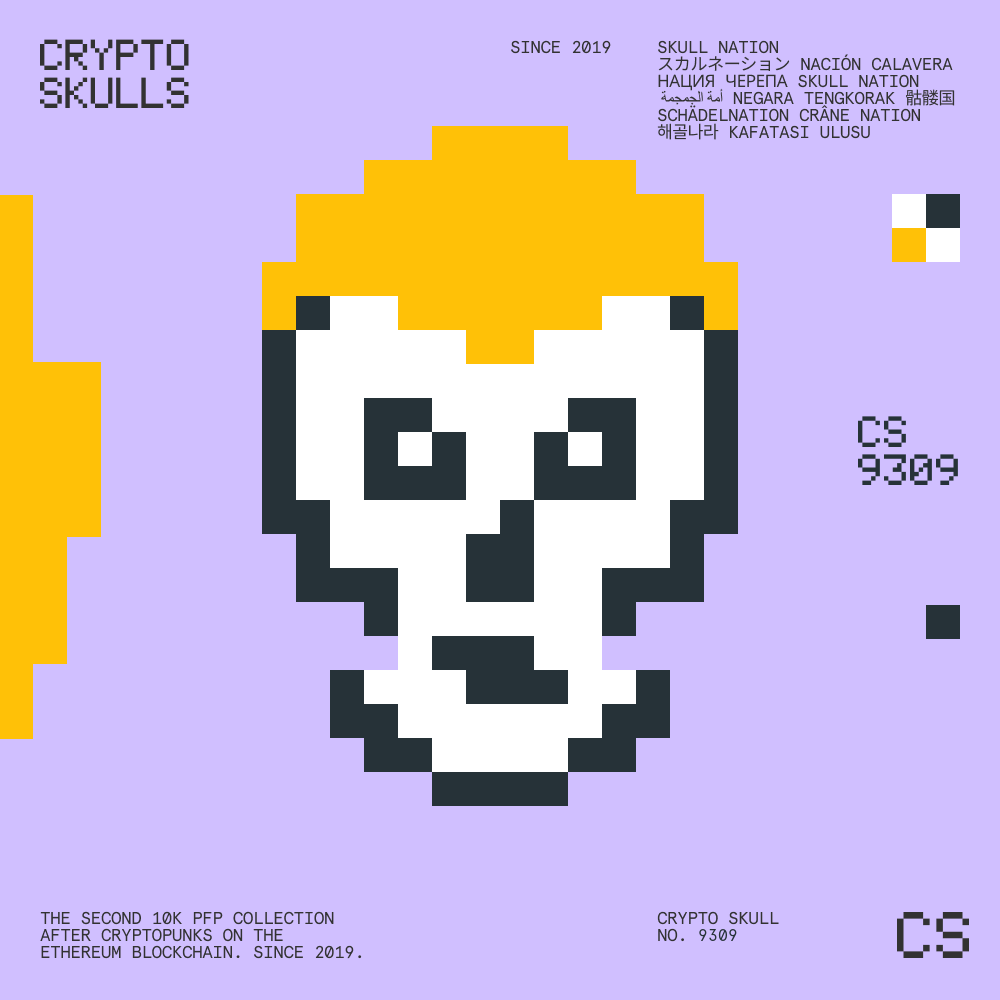 CRYPTO
SKULLS
SINCE 2019
SKULL NATION
スカルネーション NACIÓN CALAVERA
НАЦИЯ ЧЕРЕПА SKULL NATION
أمة الجمجمة NEGARA TENGKORAK 骷髅国
SCHÄDELNATION CRÂNE NATION
해골나라 KAFATASI ULUSU
CS
9309
THE SECOND 10K PFP COLLECTION
AFTER CRYPTOPUNKS ON THE
ETHEREUM BLOCKCHAIN. SINCE 2019.
CRYPTO SKULL
NO. 9309
CS